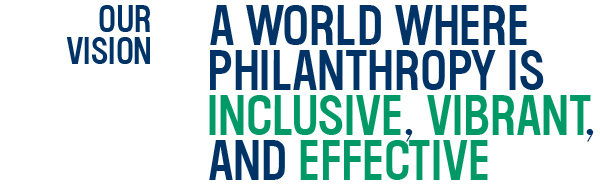 OUR
VISION
A WORLD WHERE
PHILANTHROPY IS
INCLUSIVE, VIBRANT,
AND EFFECTIVE